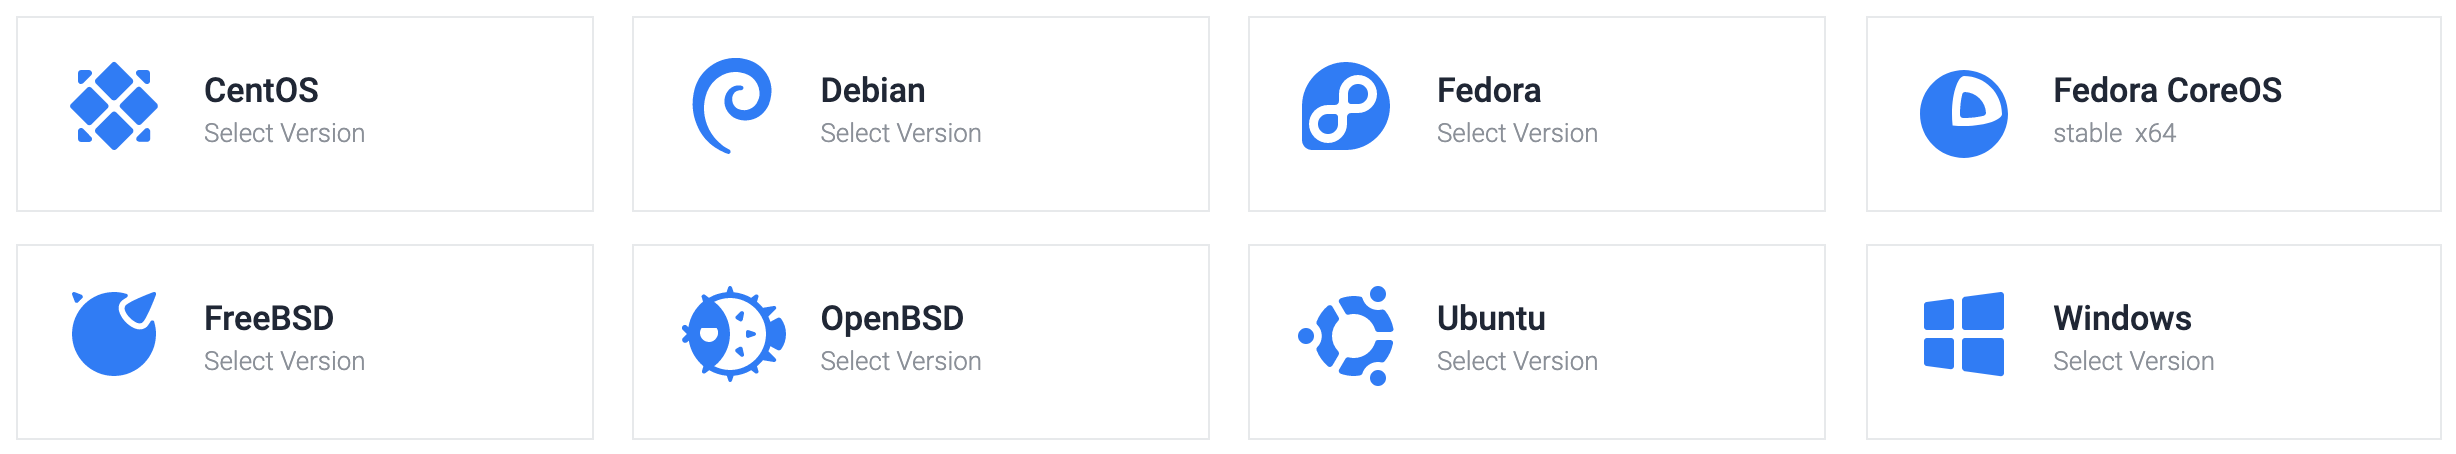 CentOS
Select Version
Debian
Select Version
Fedora
Select Version
Fedora CoreOS
stable x64
FreeBSD
Select Version
OpenBSD
Select Version
Ubuntu
Select Version
Windows
Select Version